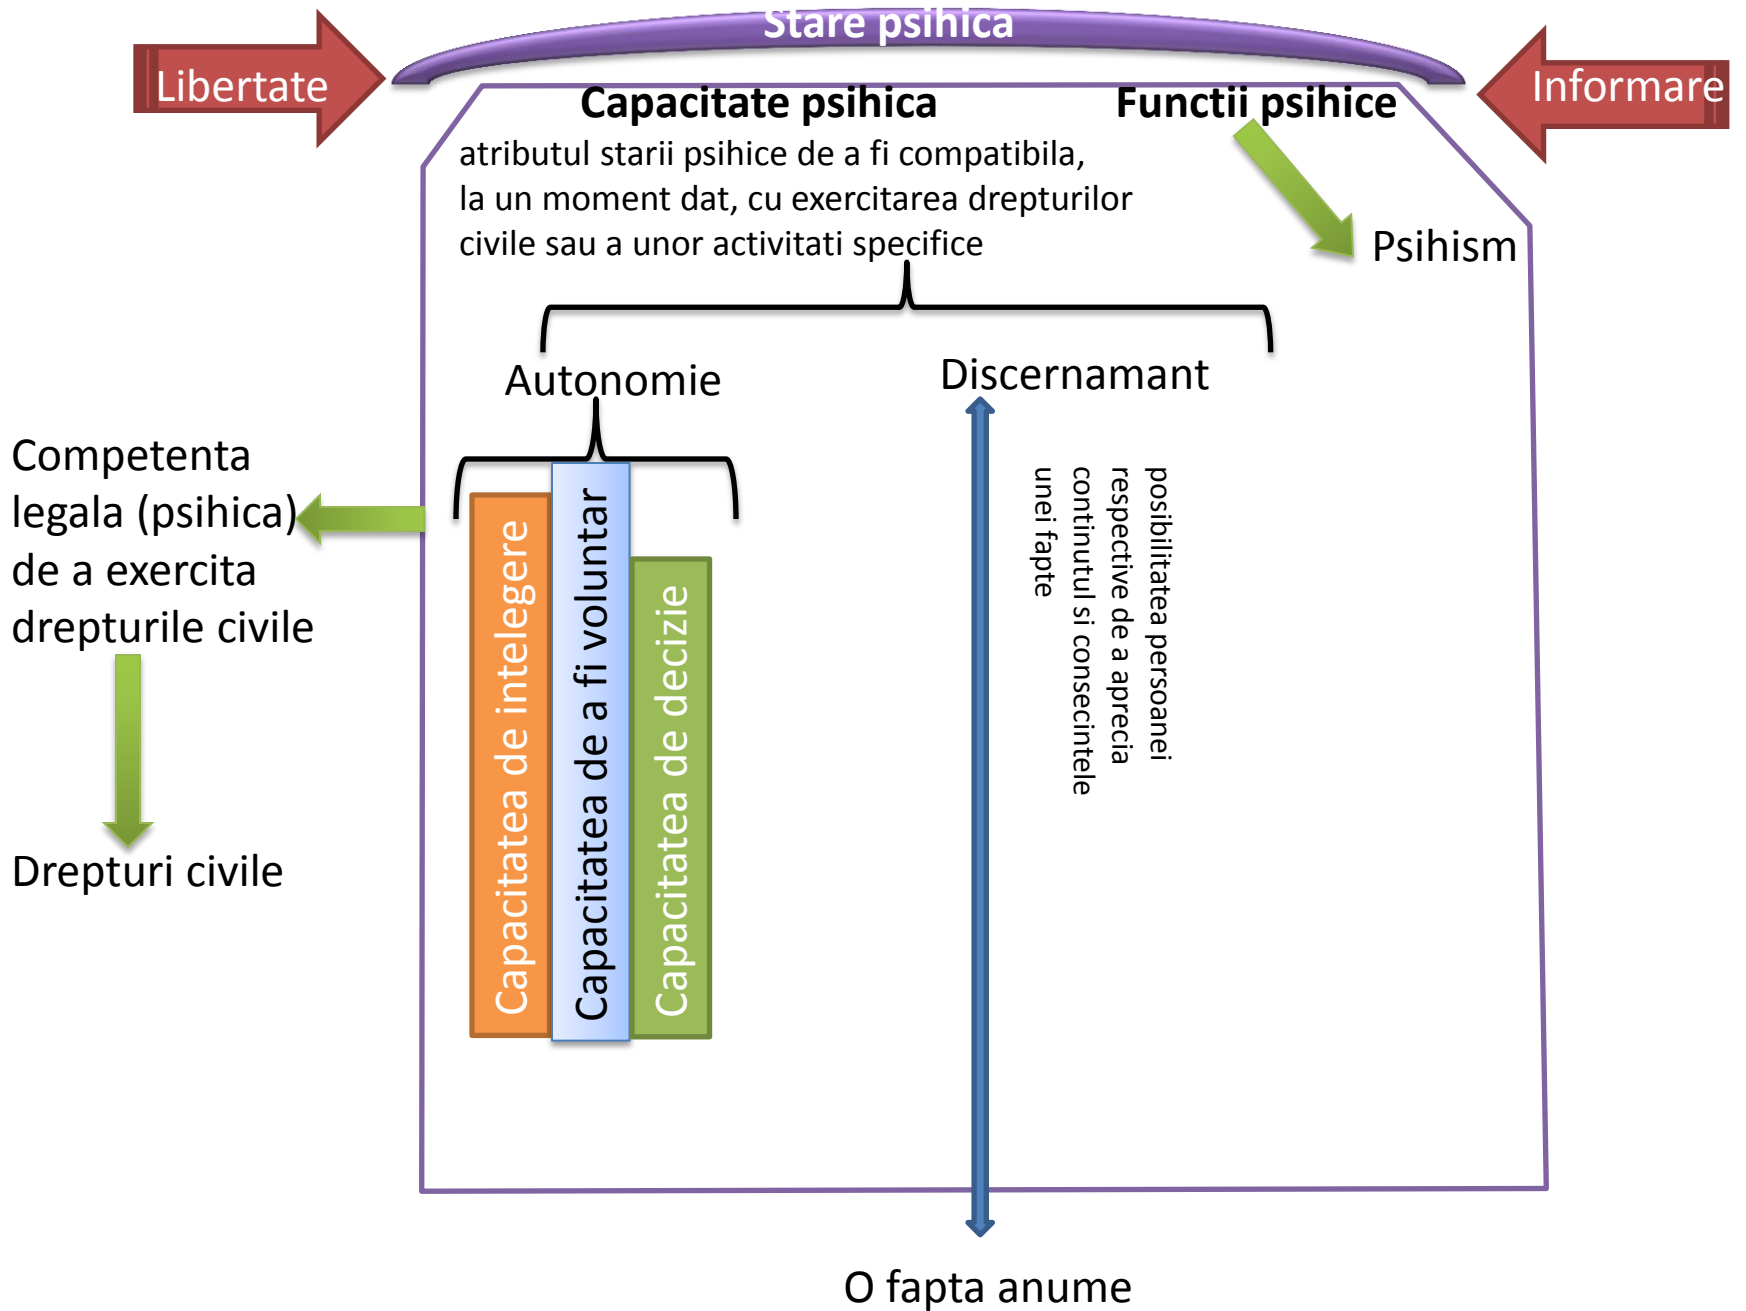 Stare psihica
Libertate
Informare
Capacitate psihica
Functii psihice
atributul starii psihice de a fi compatibila,
la un moment dat, cu exercitarea drepturilor
civile sau a unor activitati specifice
Psihism
Autonomie
Discernamant
Competenta
legala (psihica)
de a exercita
drepturile civile
Drepturi civile
Capacitatea de intelegere
Capacitatea de a fi voluntar
Capacitatea de decizie
posibilitatea persoanei
respective de a aprecia
continutul si consecintele
unei fapte
O fapta anume